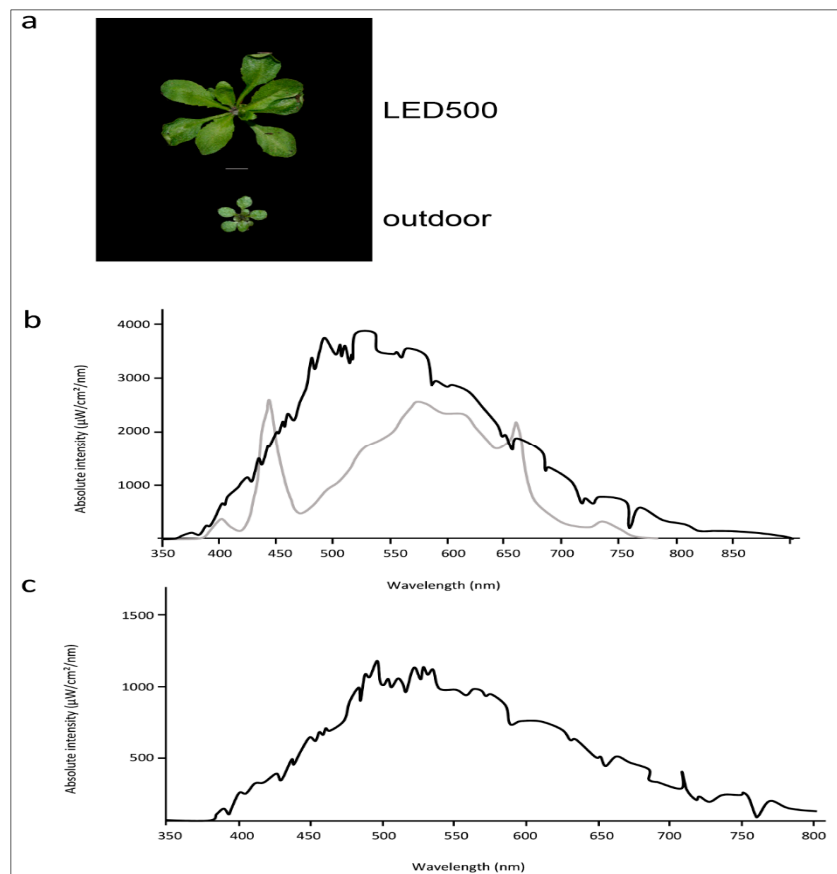 a
LED500
outdoor
b
Absolute intensity (µW/cm²/nm)
4000
3000
2000
1000
350 400 450 500 550 600 650 700 750 800 850
Wavelength (nm)
c
Absolute intensity (µW/cm²/nm)
1500
1000
500
350 400 450 500 550 600 650 700 750 800
Wavelength (nm)